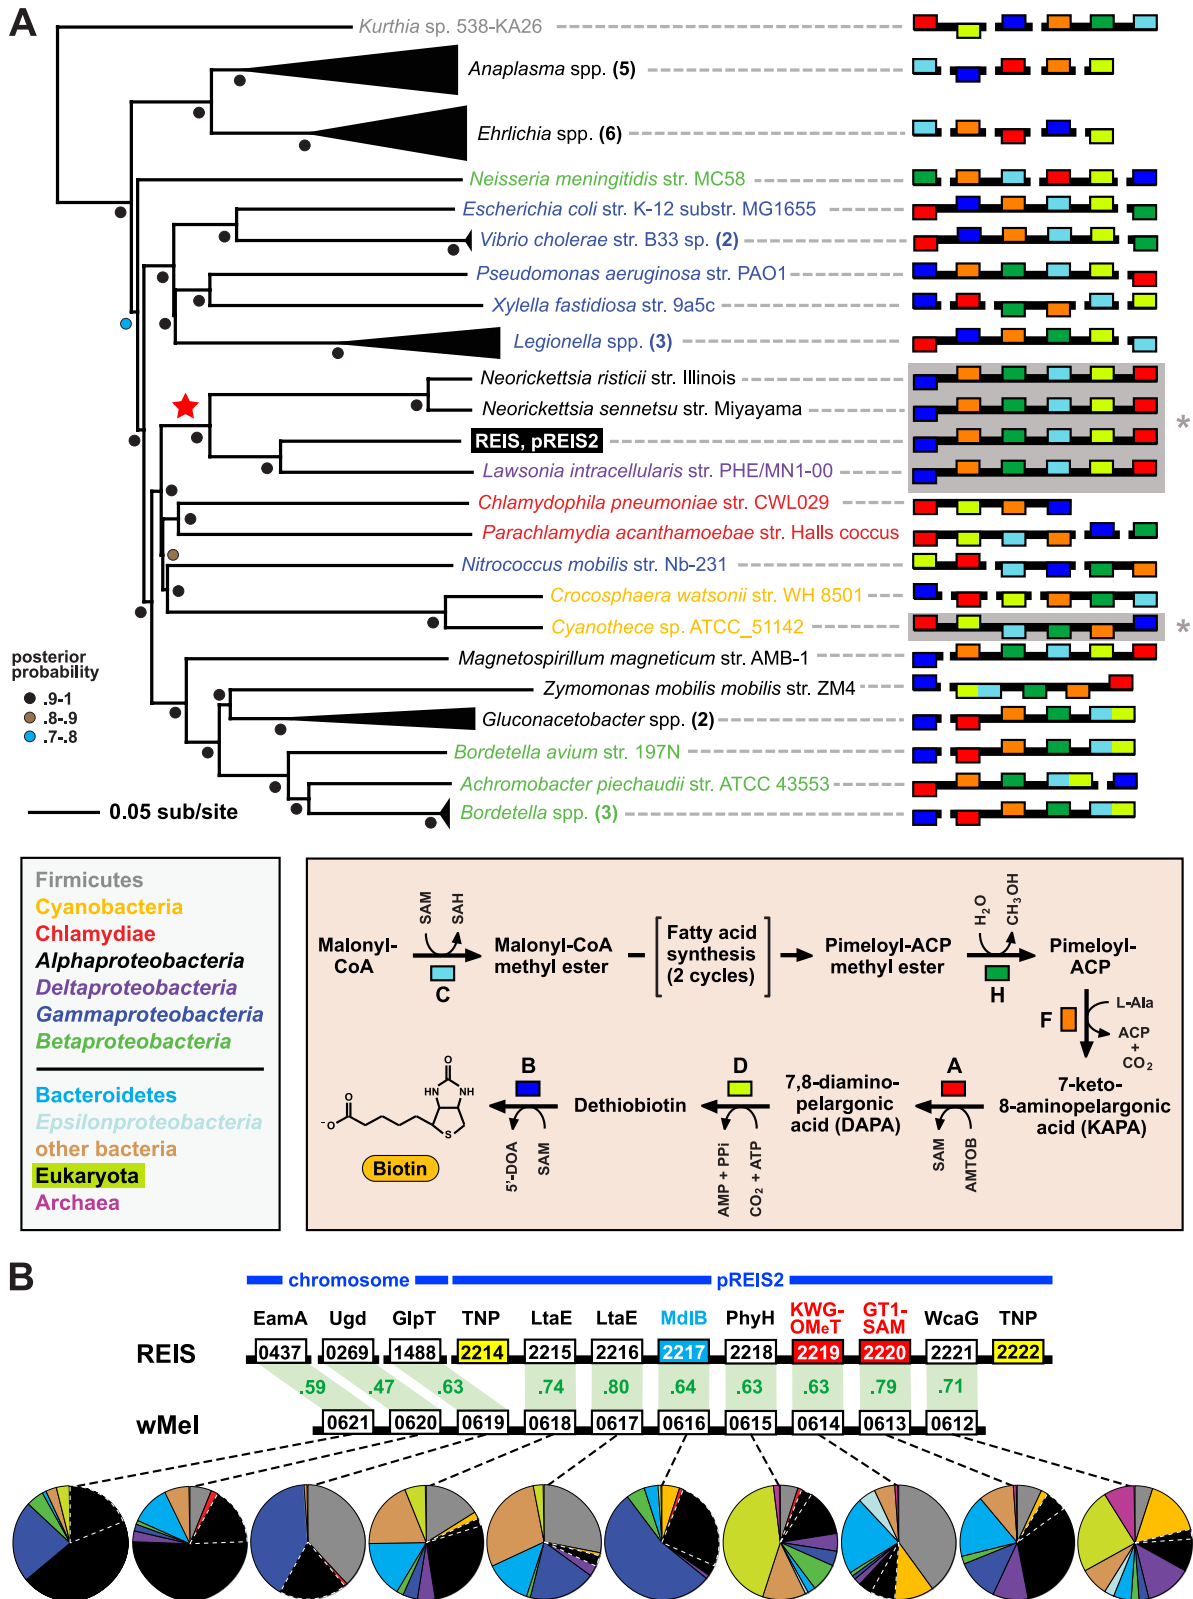 A
Kurthia sp. 538-KA26
Anaplasma spp. (5)
Ehrlichia spp. (6)
Neisseria meningitidis str. MC58
Escherichia coli str. K-12 substr. MG1655
Vibrio cholerae str. B33 sp. (2)
Pseudomonas aeruginosa str. PAO1
Xylella fastidiosa str. 9a5c
Legionella spp. (3)
Neorickettsia risticii str. Illinois
Neorickettsia sennetsu str. Miyayama
*
REIS, pREIS2
Lawsonia intracellularis str. PHE/MN1-00
Chlamydophila pneumoniae str. CWL029
Parachlamydia acanthamoebae str. Halls coccus
Nitrococcus mobilis str. Nb-231
Crocosphaera watsonii str. WH 8501
Cyanothece sp. ATCC_51142
*
Magnetospirillum magneticum str. AMB-1
Zymomonas mobilis mobilis str. ZM4
Gluconacetobacter spp. (2)
Bordetella avium str. 197N
Achromobacter piechaudii str. ATCC 43553
Bordetella spp. (3)
posterior
probability
.9-1
.8-.9
.7-.8
0.05 sub/site
Firmicutes
Cyanobacteria
Chlamydiae
Alphaproteobacteria
Deltaproteobacteria
Gammaproteobacteria
Betaproteobacteria
Bacteroidetes
Epsilonproteobacteria
other bacteria
Eukaryota
Archaea
Malonyl-
CoA
SAM
SAH
C
Malonyl-CoA
methyl ester
Fatty acid
synthesis
(2 cycles)
Pimeloyl-ACP
methyl ester
H2O
CH3OH
H
Pimeloyl-
ACP
F
L-Ala
ACP
+
CO2
7-keto-
8-aminopelargonic
acid (KAPA)
A
SAM
AMTOB
7,8-diamino-
pelargonic
acid (DAPA)
D
AMP + PPi
CO2 + ATP
Dethiobiotin
B
5'-DOA
SAM
O
HN
NH
S
O
-O
Biotin
B
chromosome
pREIS2
EamA Ugd GlpT TNP LtaE LtaE MdlB PhyH KWG-OMeT GT1-SAM WcaG TNP
REIS 0437 0269 1488 2214 2215 2216 2217 2218 2219 2220 2221 2222
.59 .47 .63 .74 .80 .64 .63 .63 .79 .71
wMel 0621 0620 0619 0618 0617 0616 0615 0614 0613 0612